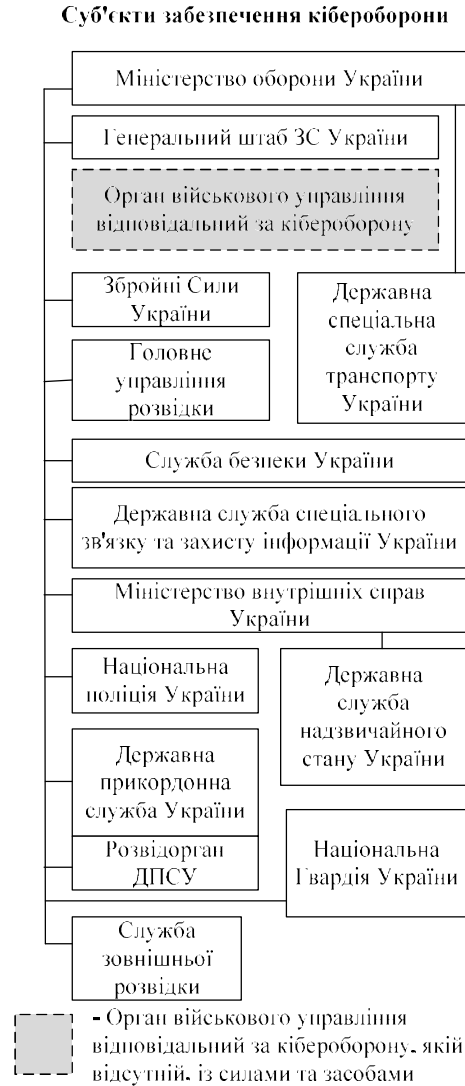 Суб'єкти забезпечення кібероборони
Міністерство оборони України
Генеральний штаб ЗС України
Орган військового управління
відповідальний за кібероборону
Збройні Сили
України
Державна
спеціальна
служба
транспорту
України
Головне
управління
розвідки
Служба безпеки України
Державна служба спеціального
зв'язку та захисту інформації України
Міністерство внутрішніх справ
України
Національна
поліція України
Державна
служба
надзвичайного
стану України
Державна
прикордонна
служба України
Розвідорган
ДПСУ
Національна
Гвардія України
Служба
зовнішньої
розвідки
- Орган військового управління
відповідальний за кібероборону, якій
відсутній, із силами та засобами